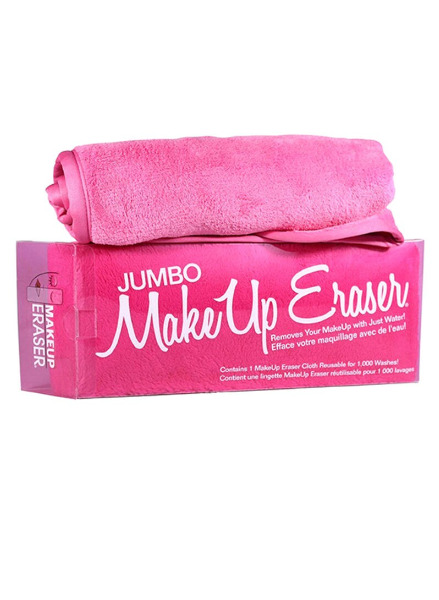 JUMBO
MakeUp Eraser®
Removes Your MakeUp with Just Water!
Efface votre maquillage avec de l'eau!
Contains 1 MakeUp Eraser Cloth Reusable for 1,000 Washes!
Contient une lingette MakeUp Eraser réutilisable pour 1 000 lavages
MAKEUP
ERASER